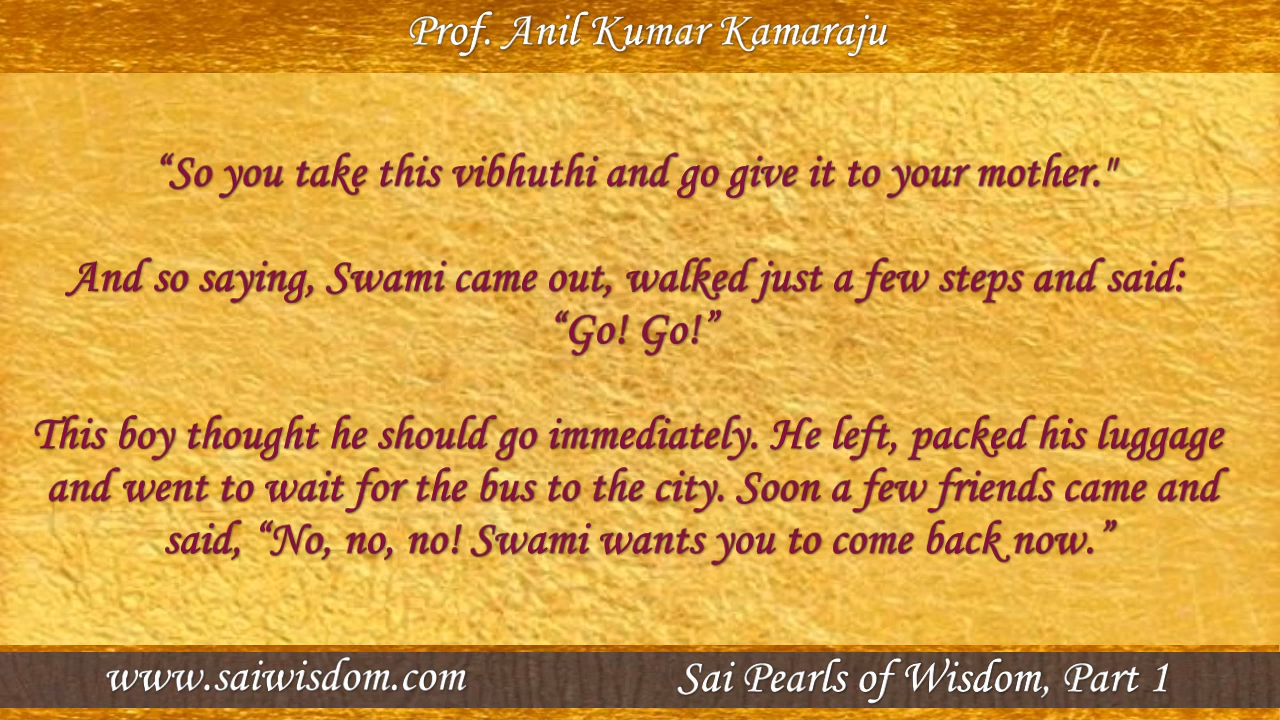 Prof. Anil Kumar Kamaraju
“So you take this vibhuthi and go give it to your mother."
And so saying, Swami came out, walked just a few steps and said:
“Go! Go!”
This boy thought he should go immediately. He left, packed his luggage
and went to wait for the bus to the city. Soon a few friends came and
said, “No, no, no! Swami wants you to come back now.”
www.saiwisdom.com
Sai Pearls of Wisdom, Part 1